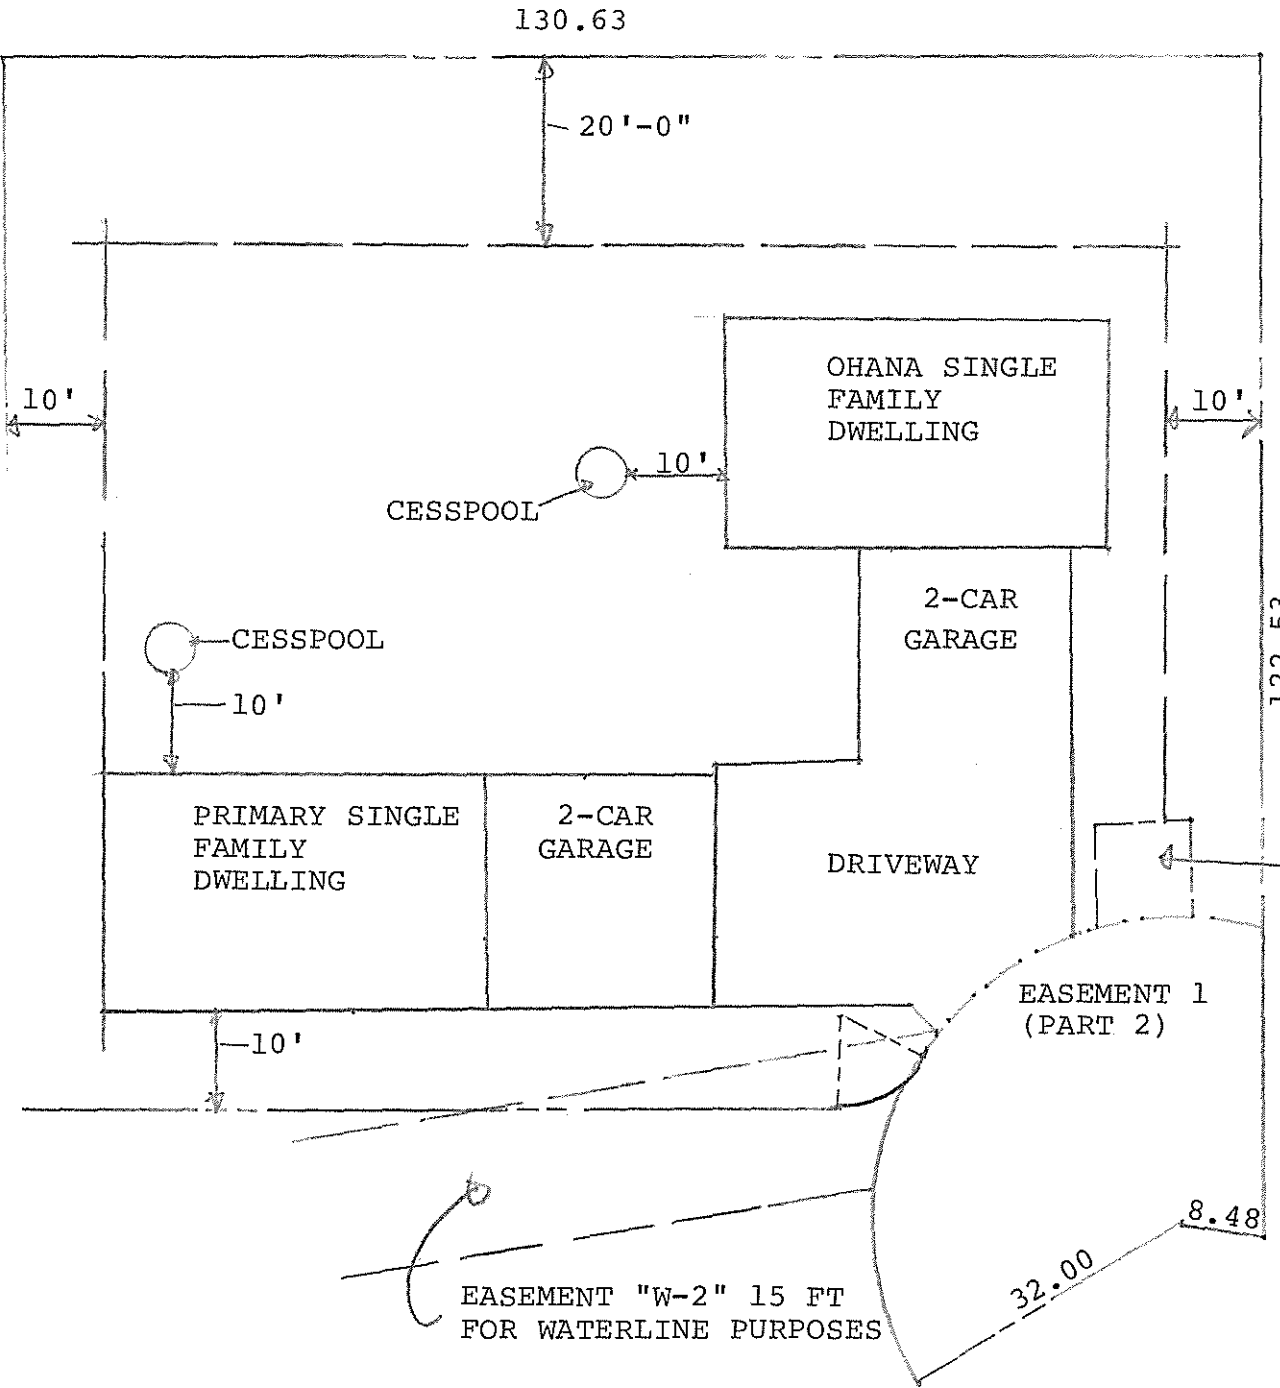 130.63
20'-0"
OHANA SINGLE
FAMILY
DWELLING
10'
10'
10'
CESSPOOL
2-CAR
GARAGE
CESSPOOL
10'
PRIMARY SINGLE
FAMILY
DWELLING
2-CAR
GARAGE
DRIVEWAY
EASEMENT 1
(PART 2)
10'
8.48
32.00
EASEMENT "W-2" 15 FT
FOR WATERLINE PURPOSES